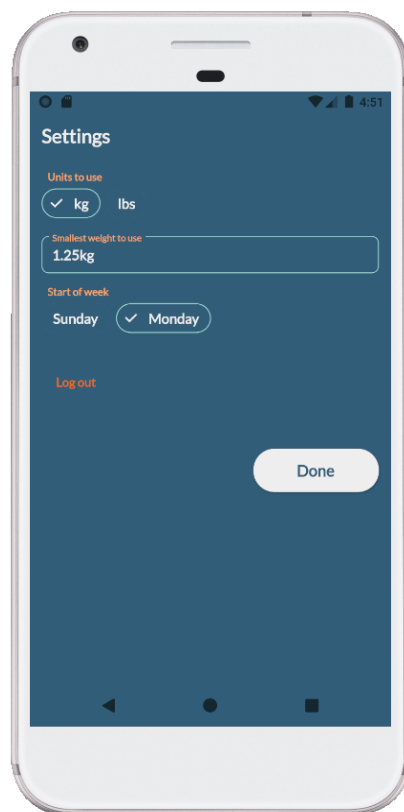 4:51
Settings
Units to use
kg lbs
Smallest weight to use
1.25kg
Start of week
Sunday Monday
Log out
Done